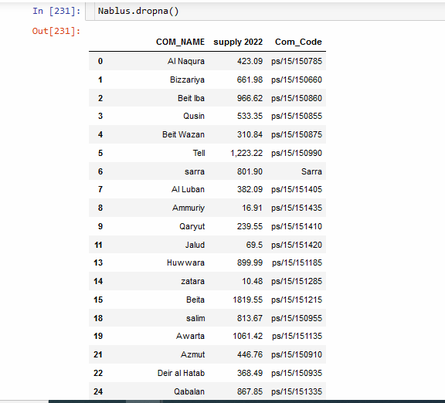 In [231]: Nablus.dropna()
Out[231]:
COM_NAME supply 2022 Com_Code
0 Al Naqura 423.09 ps/15/150785
1 Bizzariya 661.98 ps/15/150660
2 Beit Iba 966.62 ps/15/150860
3 Qusin 533.35 ps/15/150855
4 Beit Wazan 310.84 ps/15/150875
5 Tell 1,223.22 ps/15/150990
6 sarra 801.90 Sarra
7 Al Luban 382.09 ps/15/151405
8 Ammuriy 16.91 ps/15/151435
9 Qaryut 239.55 ps/15/151410
11 Jalud 69.5 ps/15/151420
13 Huwwara 899.99 ps/15/151185
14 zatara 10.48 ps/15/151285
15 Beita 1819.55 ps/15/151215
18 salim 813.67 ps/15/150955
19 Awarta 1061.42 ps/15/151135
21 Azmut 446.76 ps/15/150910
22 Deir al Hatab 368.49 ps/15/150935
24 Qabalan 867.85 ps/15/151335